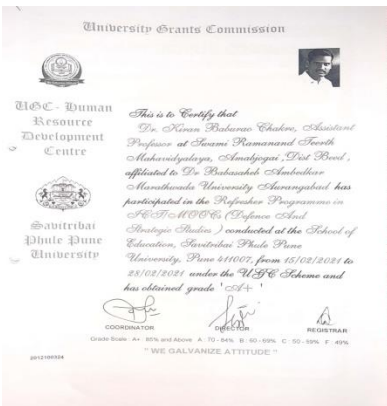 University Grants Commission
UGC - Human
Resource
Development
Centre
Savitribai
Phule Pune
University
This is to Certify that
Dr. Kiran Baburao Chakre, Assistant
Professor at Swami Ramanand Teerth
Mahavidyalaya, Amabjogai ,Dist Beed ,
affiliated to Dr Babasaheb Ambedkar
Marathwada University Aurangabad has
participated in the Refresher Programme in
ICT-MOOCs (Defence And
Strategic Studies ) conducted at the School of
Education, Savitribai Phule Pune
University, Pune 411007, from 15/02/2021 to
28/02/2021 under the UGC Scheme and
has obtained grade ' A+ '
COORDINATOR DIRECTOR REGISTRAR
Grade Scale : A+ 85% and Above A : 70 - 84% B : 60 - 69% C : 50 - 59% F : 49%
" WE GALVANIZE ATTITUDE "
2012100324